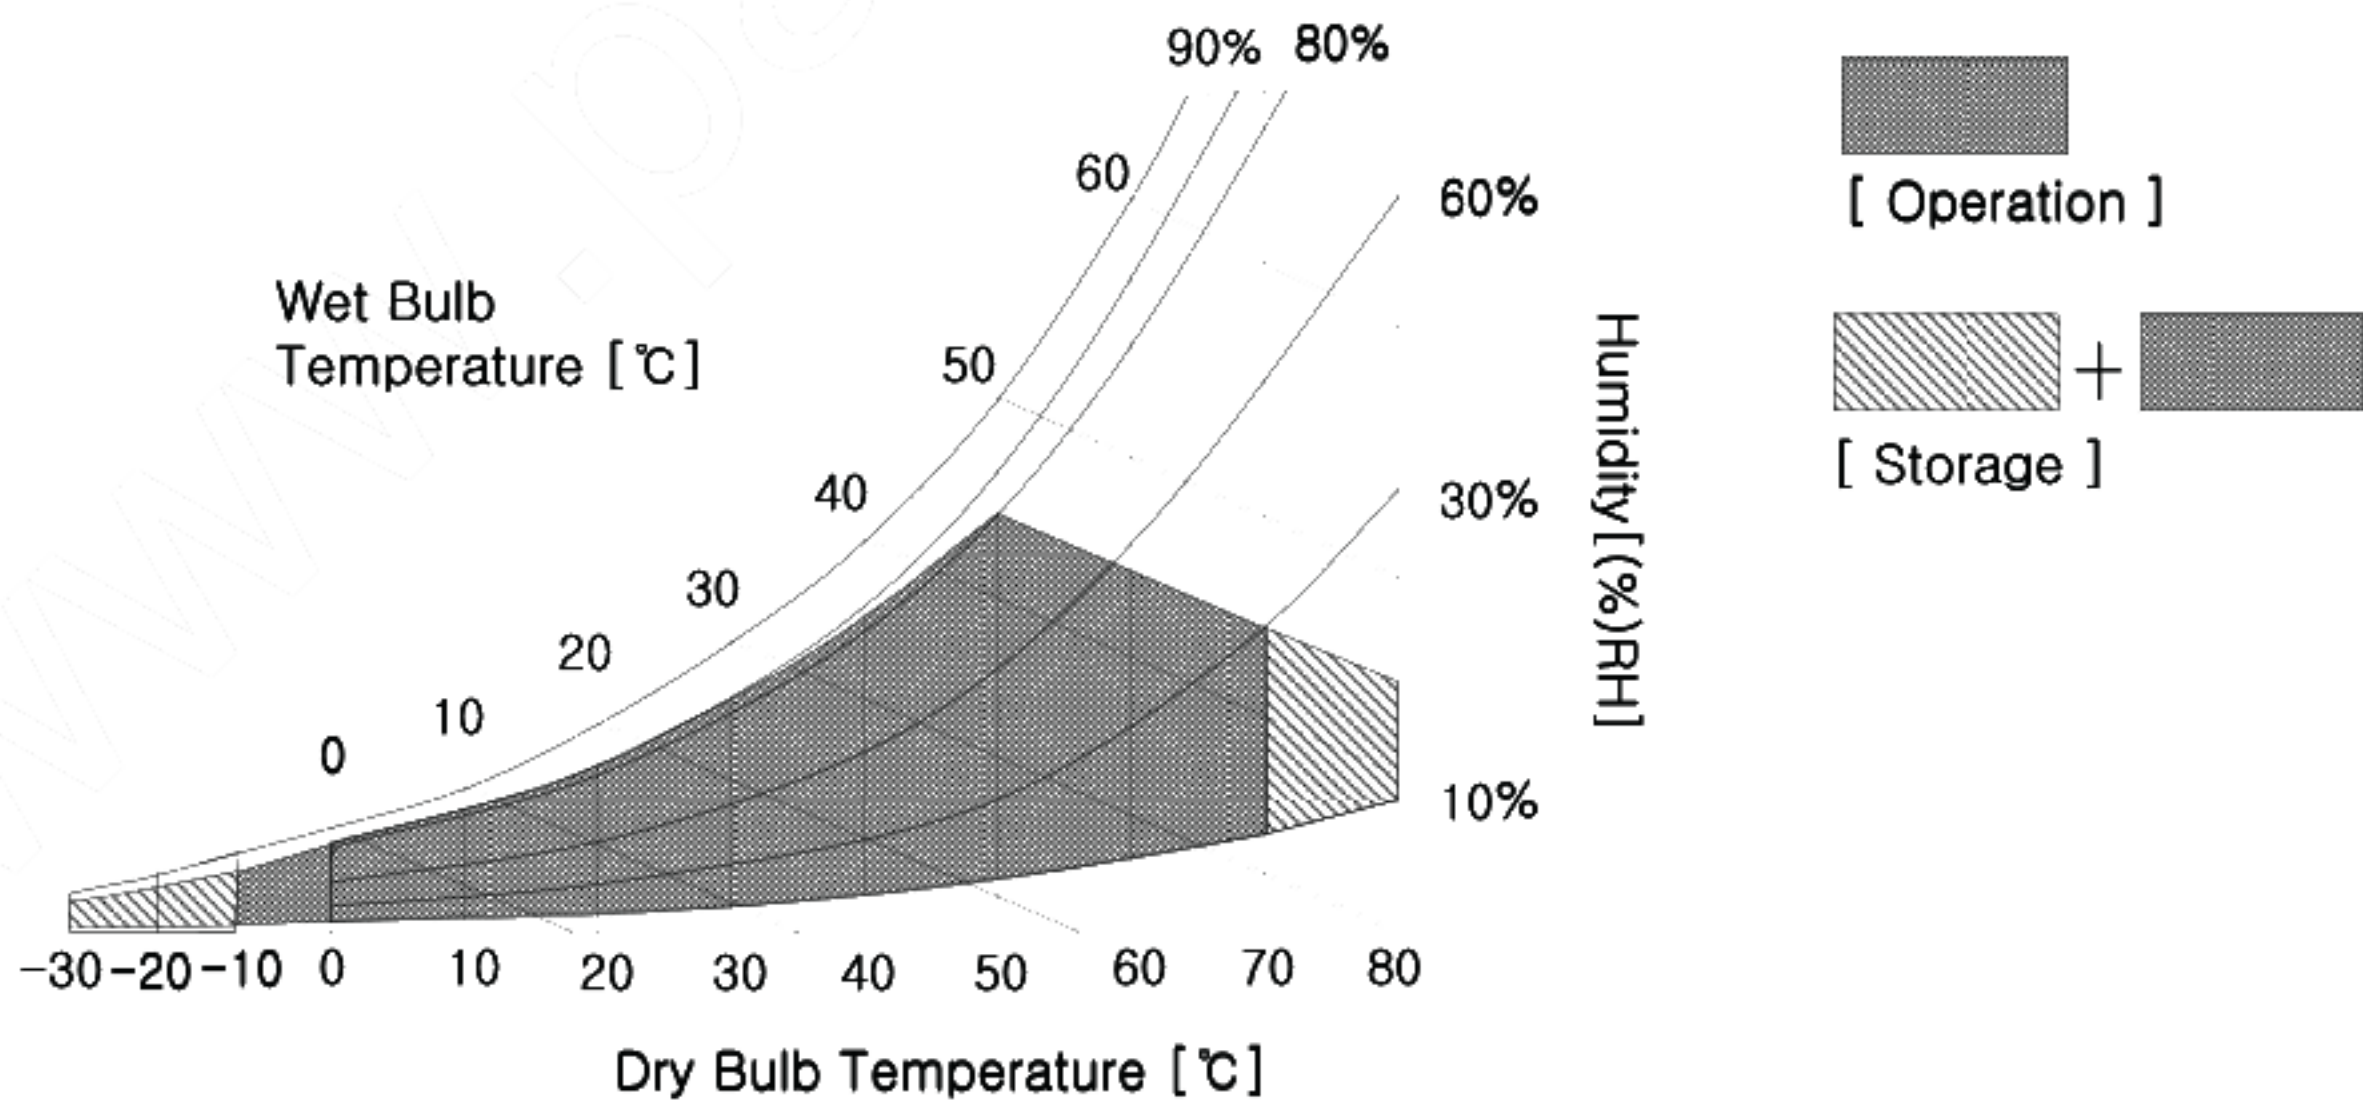 90% 80%
60
60%
[ Operation ]
Wet Bulb
Temperature [℃]
50
40
30%
30
20
10
0
Humidity[(%)RH]
+
[ Storage ]
10%
-30 -20 -10 0 10 20 30 40 50 60 70 80
Dry Bulb Temperature [℃]